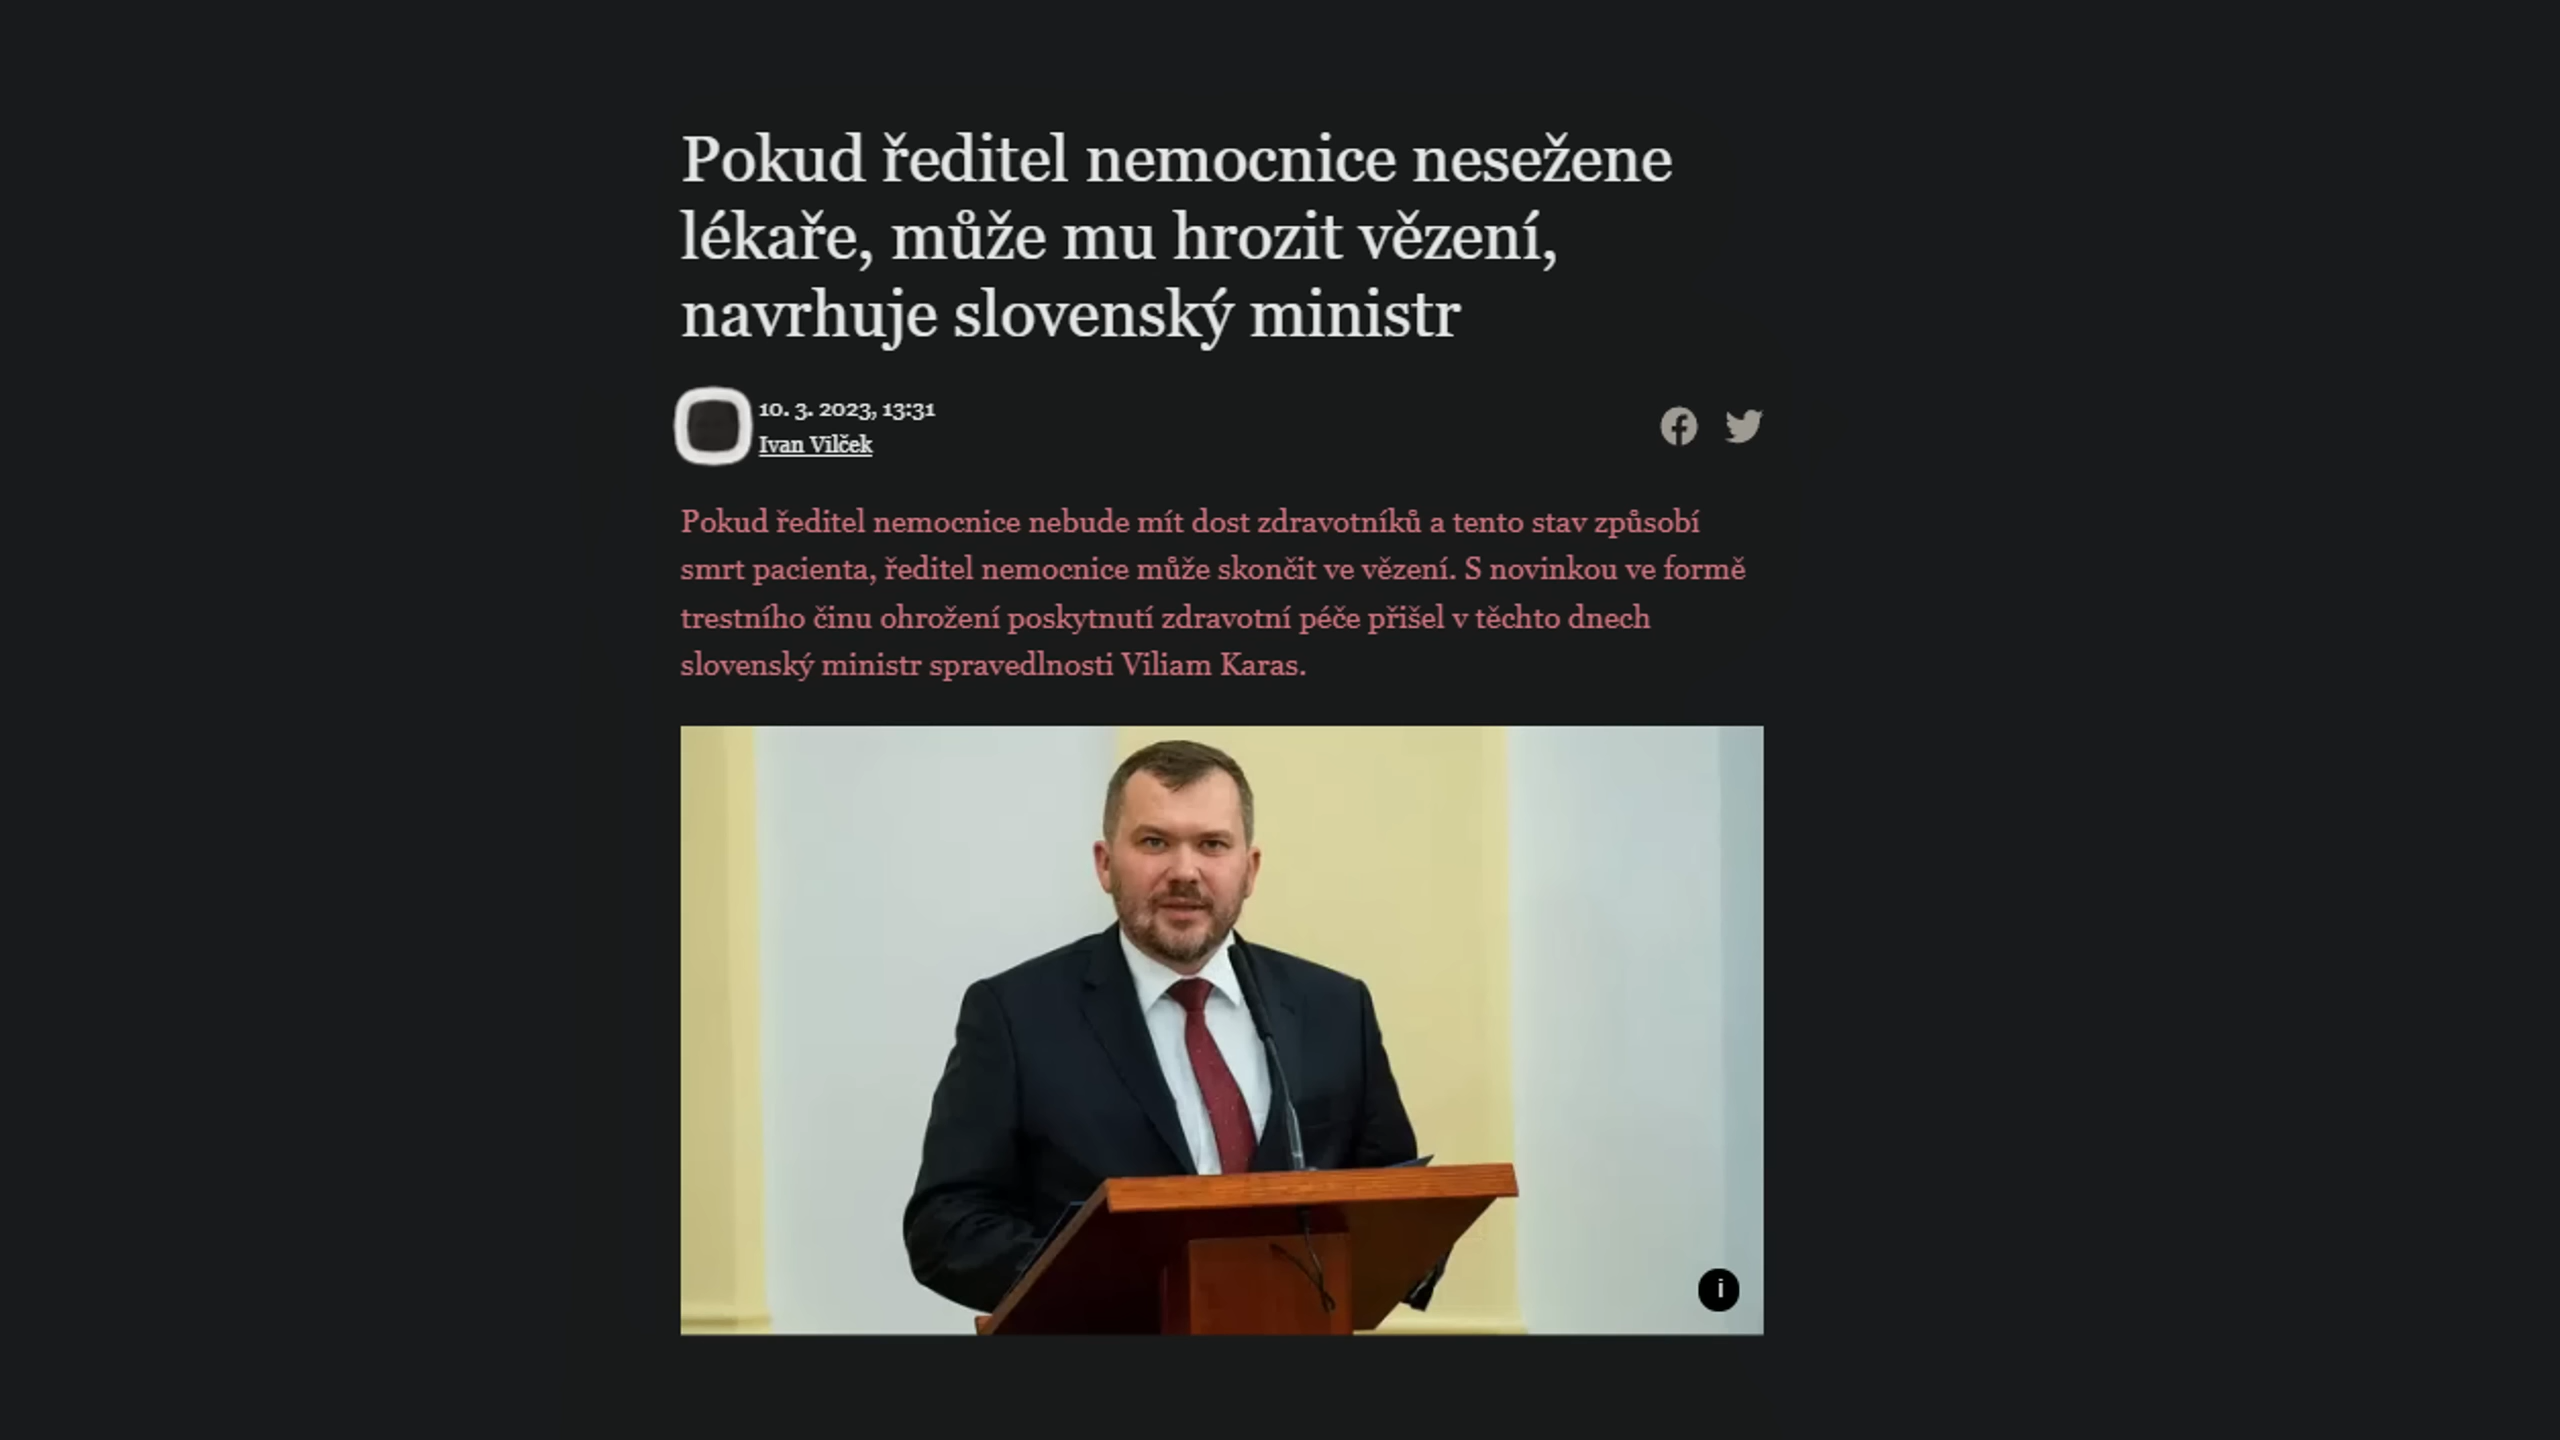 Pokud ředitel nemocnice nesežene
lékaře, může mu hrozit vězení,
navrhuje slovenský ministr
10. 3. 2023, 13:31
Ivan Vilček
Pokud ředitel nemocnice nebude mít dost zdravotníků a tento stav způsobí
smrt pacienta, ředitel nemocnice může skončit ve vězení. S novinkou ve formě
trestního činu ohrožení poskytnutí zdravotní péče přišel v těchto dnech
slovenský ministr spravedlnosti Viliam Karas.
i